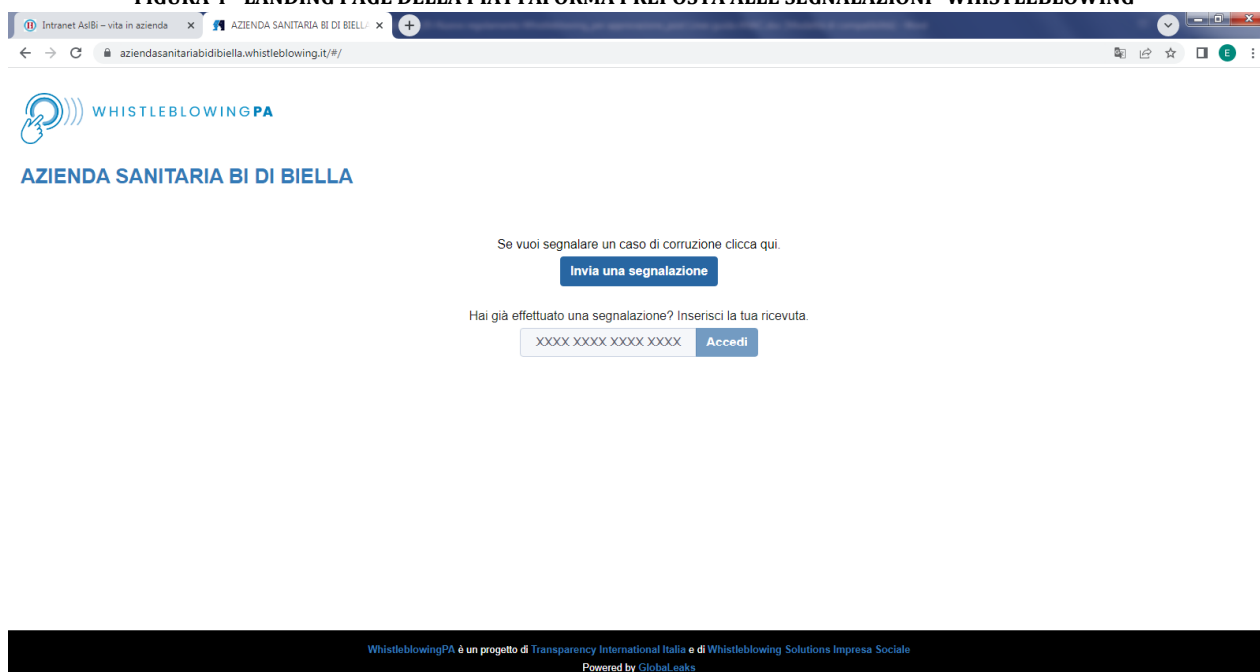 FIGURA 1 - LANDING PAGE DELLA PIATTAFORMA PREPOSTA ALLE SEGNALAZIONI "WHISTLEBLOWING"
Intranet AslBi – vita in azienda
AZIENDA SANITARIA BI DI BIELL
aziendasanitariabidibiella.whistleblowing.it/#/
E
WHISTLEBLOWINGPA
AZIENDA SANITARIA BI DI BIELLA
Se vuoi segnalare un caso di corruzione clicca qui.
Invia una segnalazione
Hai già effettuato una segnalazione? Inserisci la tua ricevuta.
XXXX XXXX XXXX XXXX Accedi
WhistleblowingPA è un progetto di Transparency International Italia e di Whistleblowing Solutions Impresa Sociale
Powered by GlobaLeaks